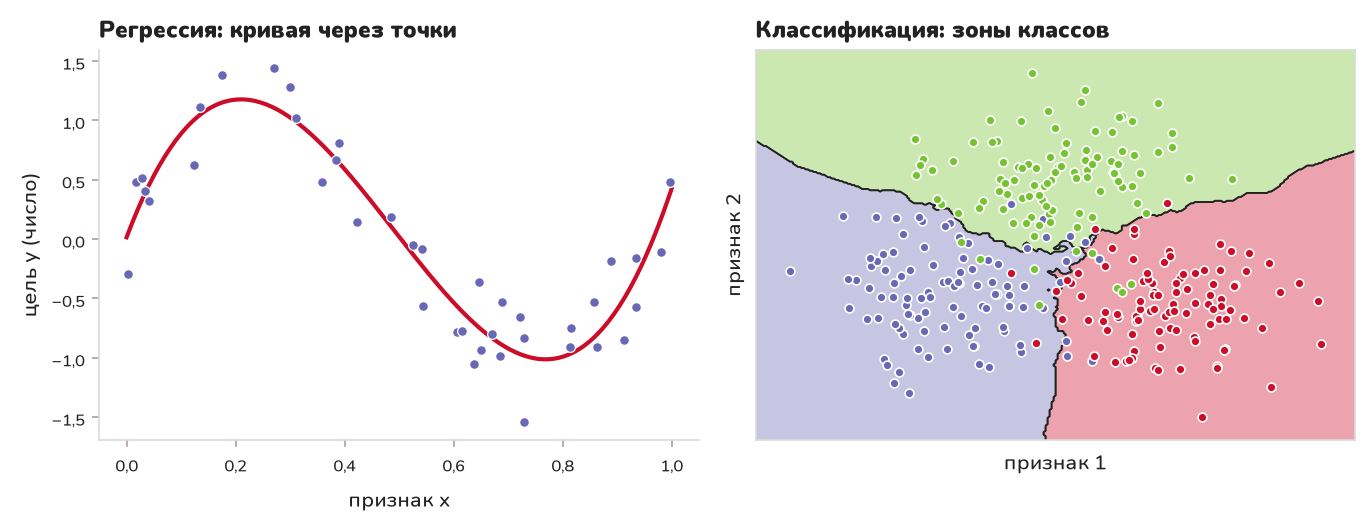 Регрессия: кривая через точки
1,5
1,0
0,5
0,0
−0,5
−1,0
−1,5
цель y (число)
0,0 0,2 0,4 0,6 0,8 1,0
признак x
Классификация: зоны классов
признак 2
признак 1